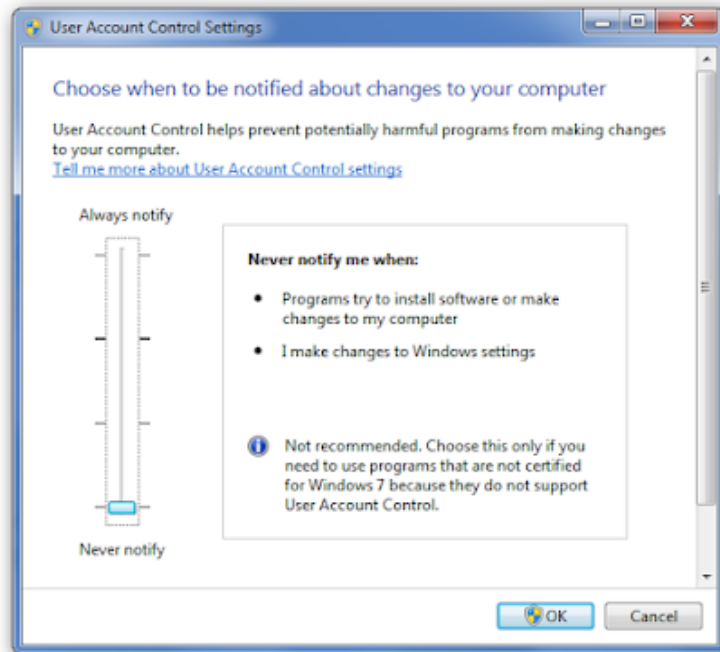 User Account Control Settings
Choose when to be notified about changes to your computer
User Account Control helps prevent potentially harmful programs from making changes
to your computer.
Tell me more about User Account Control settings
Always notify
Never notify me when:
• Programs try to install software or make
changes to my computer
• I make changes to Windows settings
Not recommended. Choose this only if you
need to use programs that are not certified
for Windows 7 because they do not support
User Account Control.
Never notify
OK
Cancel